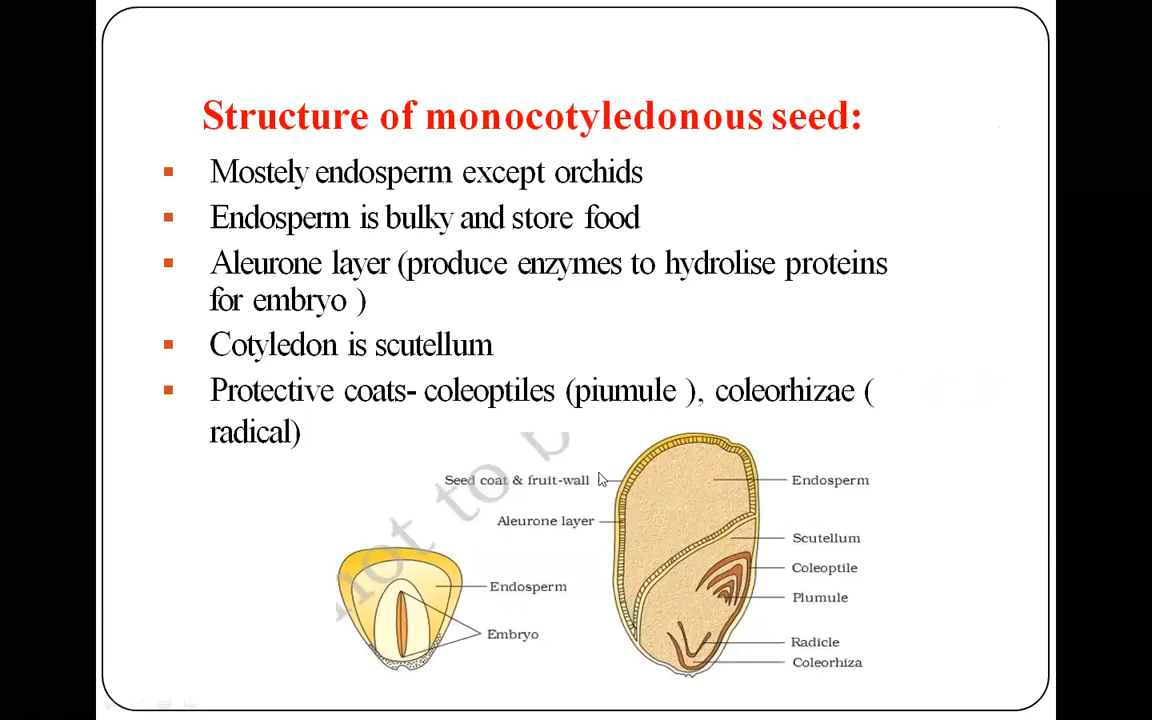 Structure of monocotyledonous seed:
Mostely endosperm except orchids
Endosperm is bulky and store food
Aleurone layer (produce enzymes to hydrolise proteins
for embryo )
Cotyledon is scutellum
Protective coats- coleoptiles (piumule ), coleorhizae (
radical)
not to b
Seed coat & fruit-wall
Aleurone layer
Endosperm
Embryo
Endosperm
Scutellum
Coleoptile
Plumule
Radicle
Coleorhiza